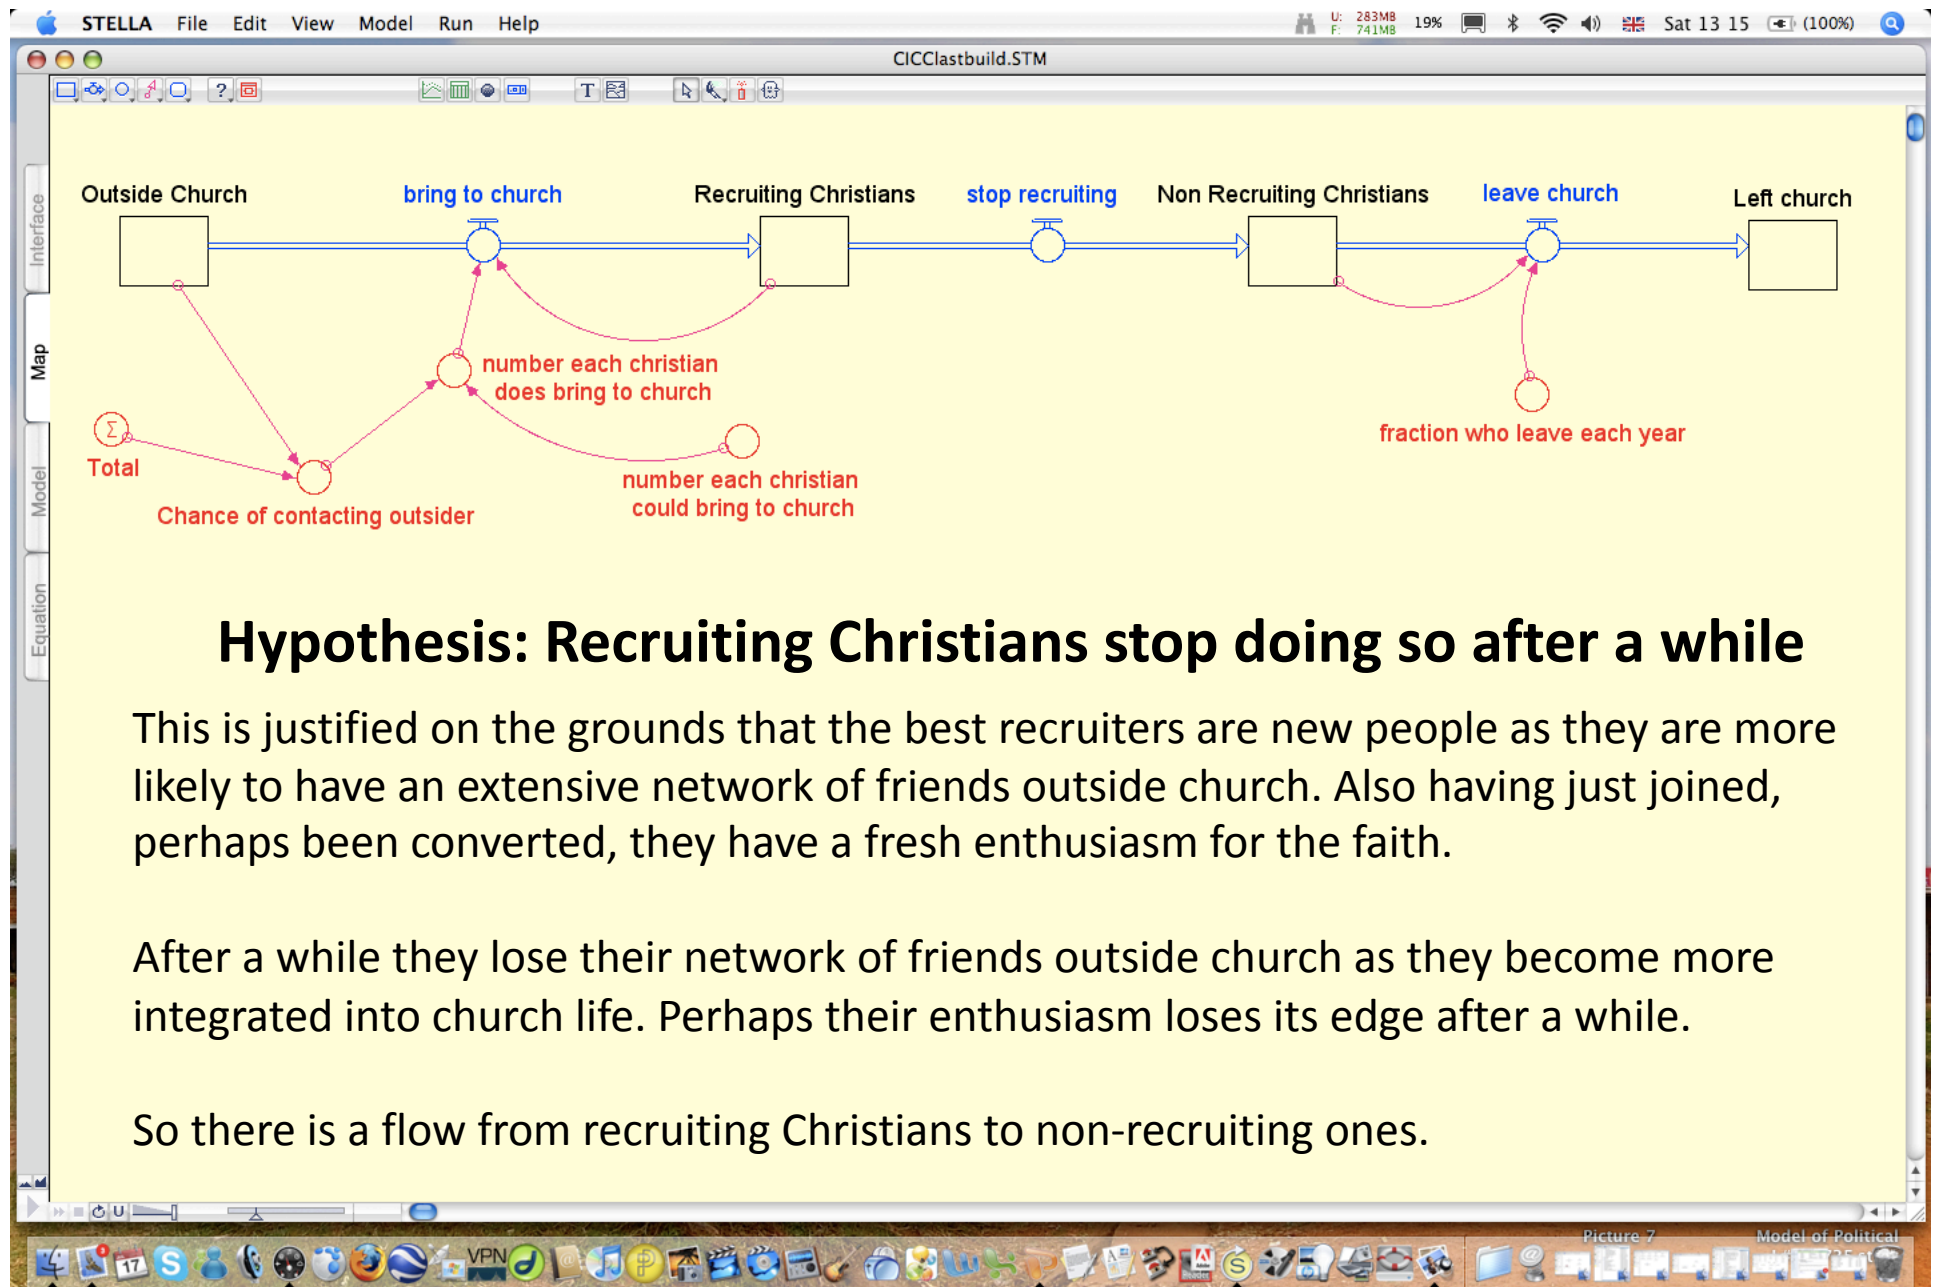 STELLA File Edit View Model Run Help
U: 283MB
F: 741MB
19%
Sat 13 15
(100%)
CICClastbuild.STM
T
?
Interface
Map
Model
Equation
Outside Church
bring to church
Recruiting Christians
stop recruiting
Non Recruiting Christians
leave church
Left church
number each christian
does bring to church
Σ
Total
Chance of contacting outsider
number each christian
could bring to church
fraction who leave each year
Hypothesis: Recruiting Christians stop doing so after a while
This is justified on the grounds that the best recruiters are new people as they are more
likely to have an extensive network of friends outside church. Also having just joined,
perhaps been converted, they have a fresh enthusiasm for the faith.
After a while they lose their network of friends outside church as they become more
integrated into church life. Perhaps their enthusiasm loses its edge after a while.
So there is a flow from recruiting Christians to non-recruiting ones.
U
Picture 7
Model of Political
17
VPN